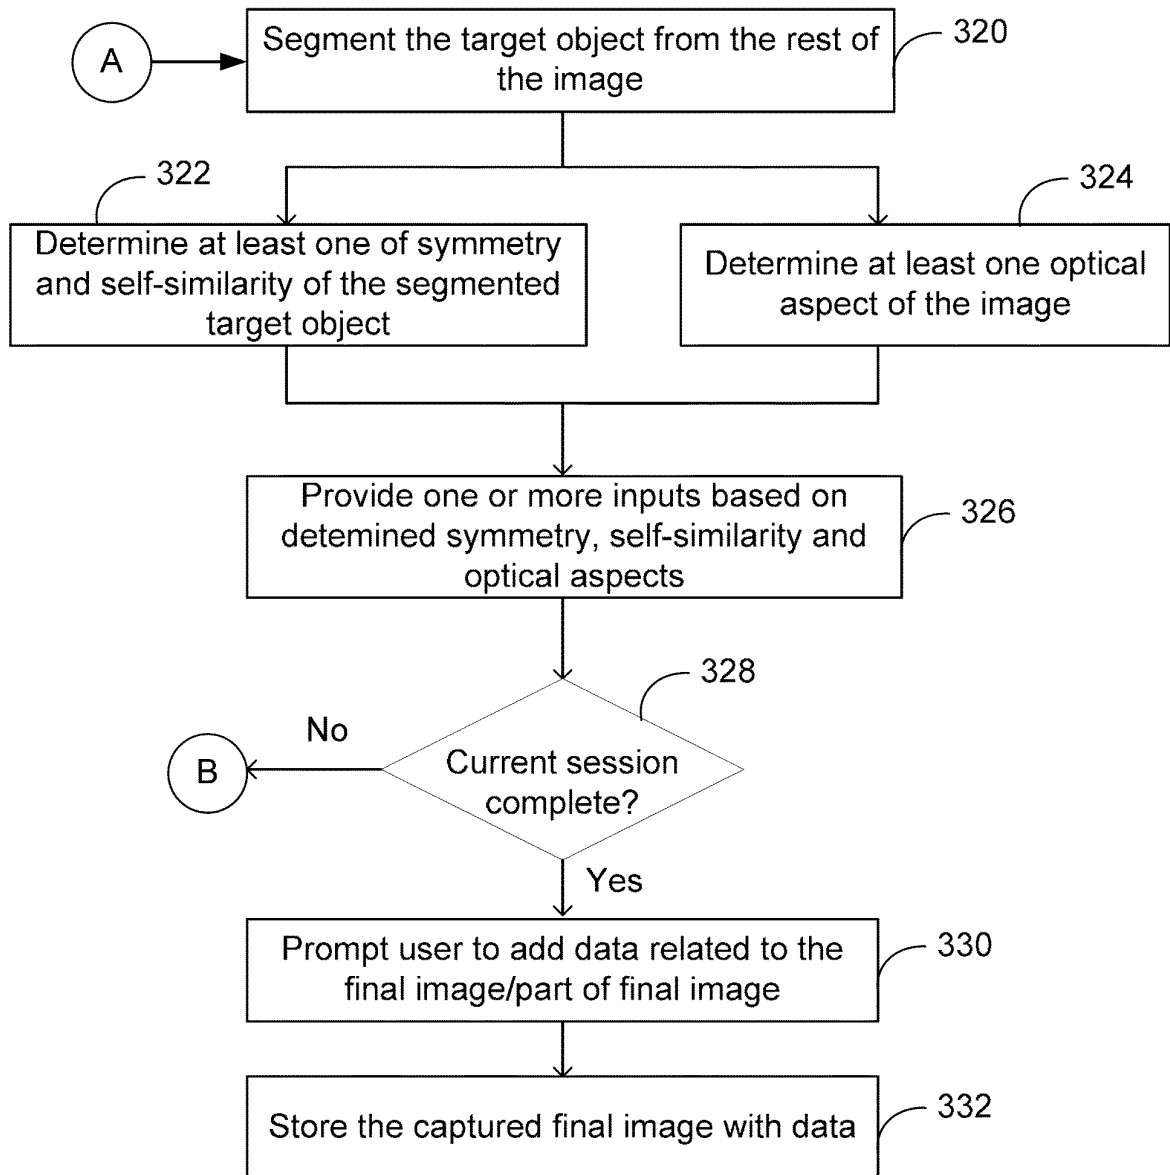 A
Segment the target object from the rest of
the image
320
322
324
Determine at least one of symmetry
and self-similarity of the segmented
target object
Determine at least one optical
aspect of the image
Provide one or more inputs based on
detemined symmetry, self-similarity and
optical aspects
326
328
No
B
Current session
complete?
Yes
Prompt user to add data related to the
final image/part of final image
330
Store the captured final image with data
332